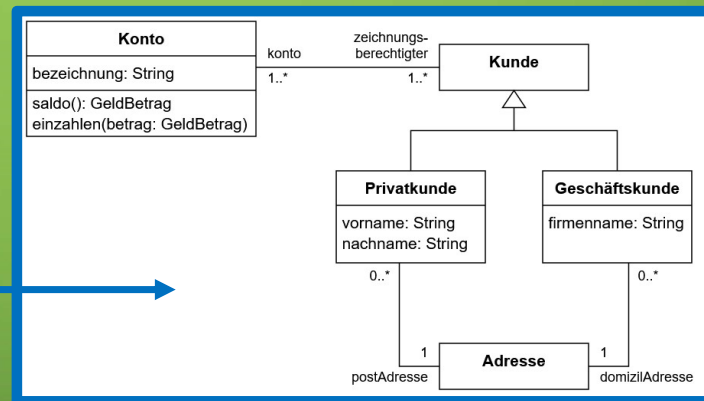 Konto
bezeichnung: String
saldo(): GeldBetrag
einzahlen(betrag: GeldBetrag)
konto
1..*
zeichnungs-
berechtigter
1..*
Kunde
Privatkunde
vorname: String
nachname: String
0..*
Geschäftskunde
firmenname: String
0..*
1
postAdresse
Adresse
1
domizilAdresse